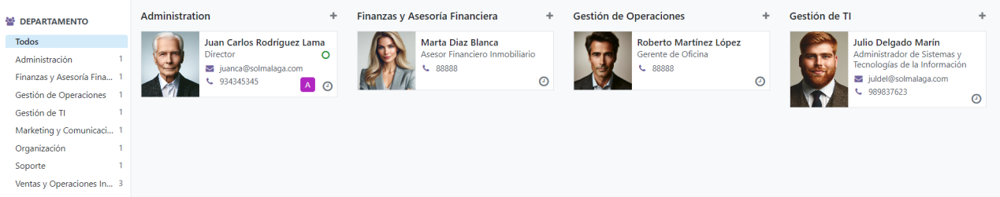 DEPARTAMENTO
Todos
Administración 1
Finanzas y Asesoría Fina... 1
Gestión de Operaciones 1
Gestión de TI 1
Marketing y Comunicaci... 1
Organización 1
Soporte 1
Ventas y Operaciones In... 3
Administration +
Juan Carlos Rodríguez Lama
Director
juanca@solmalaga.com
934345345
A
Finanzas y Asesoría Financiera +
Marta Diaz Blanca
Asesor Financiero Inmobiliario
88888
Gestión de Operaciones +
Roberto Martínez López
Gerente de Oficina
88888
Gestión de TI +
Julio Delgado Marín
Administrador de Sistemas y
Tecnologías de la Información
juldel@solmalaga.com
989837623